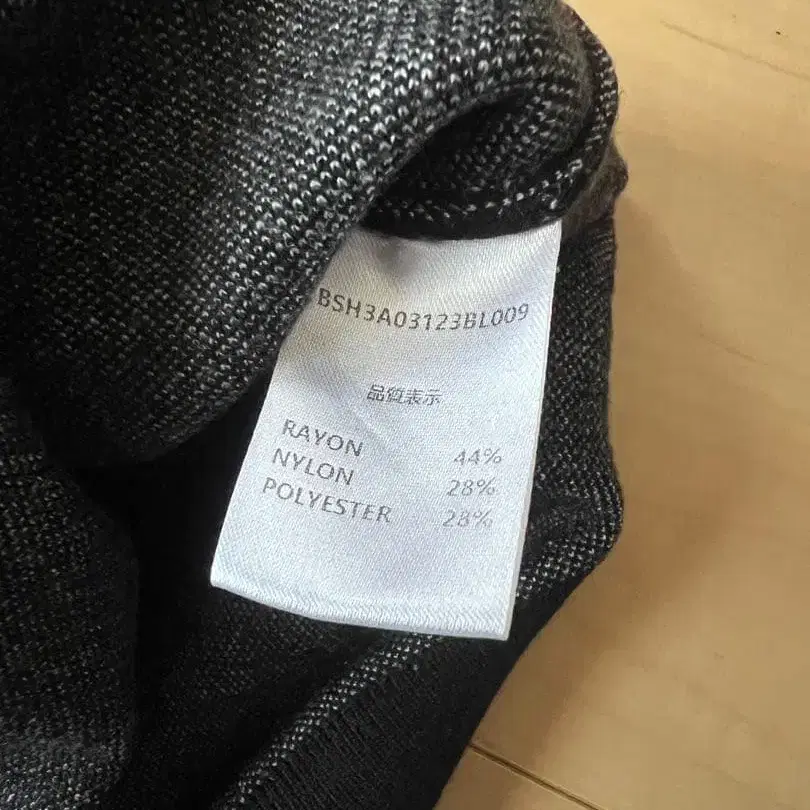 BSH3A03123BL009
品質表示
RAYON 44%
NYLON 28%
POLYESTER 28%